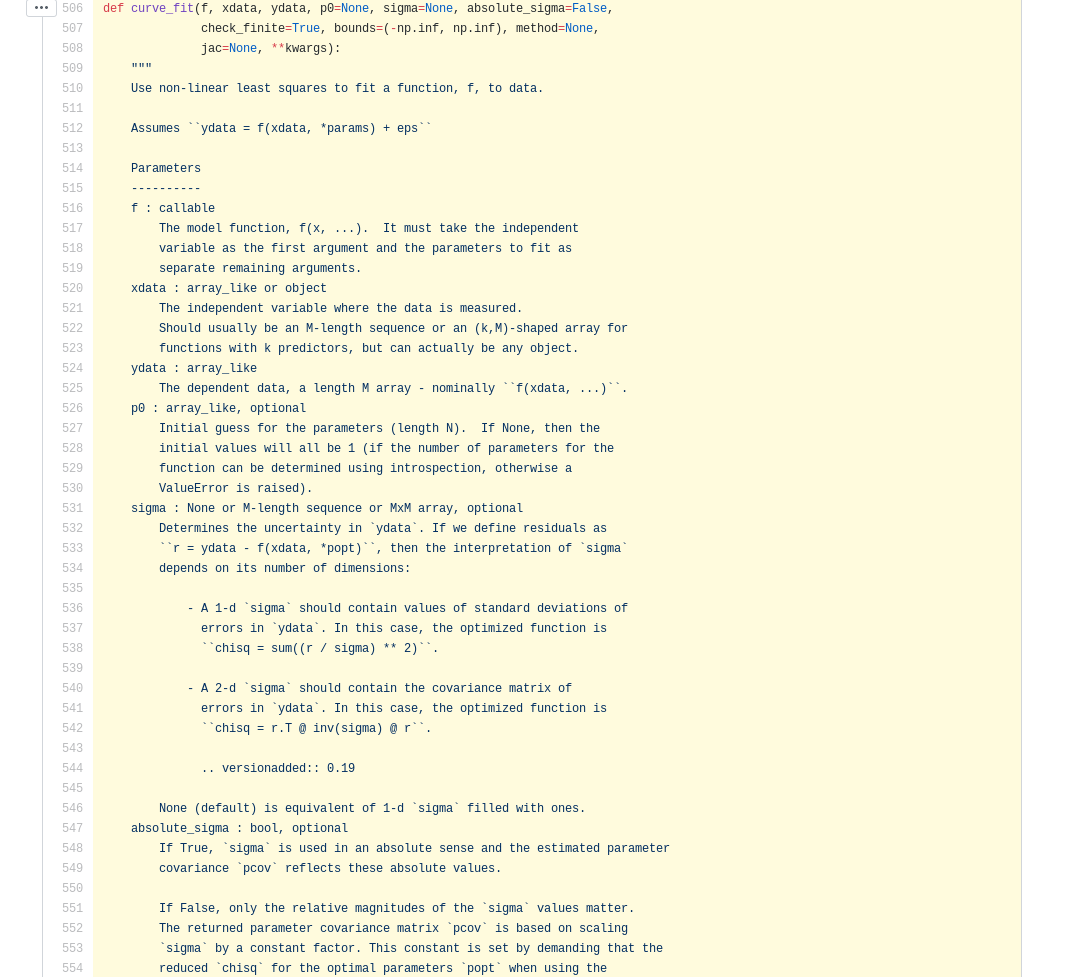 506 def curve_fit(f, xdata, ydata, p0=None, sigma=None, absolute_sigma=False,
507               check_finite=True, bounds=(-np.inf, np.inf), method=None,
508               jac=None, **kwargs):
509     """
510     Use non-linear least squares to fit a function, f, to data.
511
512     Assumes ``ydata = f(xdata, *params) + eps``
513
514     Parameters
515     ----------
516     f : callable
517         The model function, f(x, ...).  It must take the independent
518         variable as the first argument and the parameters to fit as
519         separate remaining arguments.
520     xdata : array_like or object
521         The independent variable where the data is measured.
522         Should usually be an M-length sequence or an (k,M)-shaped array for
523         functions with k predictors, but can actually be any object.
524     ydata : array_like
525         The dependent data, a length M array - nominally ``f(xdata, ...)``.
526     p0 : array_like, optional
527         Initial guess for the parameters (length N).  If None, then the
528         initial values will all be 1 (if the number of parameters for the
529         function can be determined using introspection, otherwise a
530         ValueError is raised).
531     sigma : None or M-length sequence or MxM array, optional
532         Determines the uncertainty in `ydata`. If we define residuals as
533         ``r = ydata - f(xdata, *popt)``, then the interpretation of `sigma`
534         depends on its number of dimensions:
535
536             - A 1-d `sigma` should contain values of standard deviations of
537               errors in `ydata`. In this case, the optimized function is
538               ``chisq = sum((r / sigma) ** 2)``.
539
540             - A 2-d `sigma` should contain the covariance matrix of
541               errors in `ydata`. In this case, the optimized function is
542               ``chisq = r.T @ inv(sigma) @ r``.
543
544               .. versionadded:: 0.19
545
546         None (default) is equivalent of 1-d `sigma` filled with ones.
547     absolute_sigma : bool, optional
548         If True, `sigma` is used in an absolute sense and the estimated parameter
549         covariance `pcov` reflects these absolute values.
550
551         If False, only the relative magnitudes of the `sigma` values matter.
552         The returned parameter covariance matrix `pcov` is based on scaling
553         `sigma` by a constant factor. This constant is set by demanding that the
554         reduced `chisq` for the optimal parameters `popt` when using the